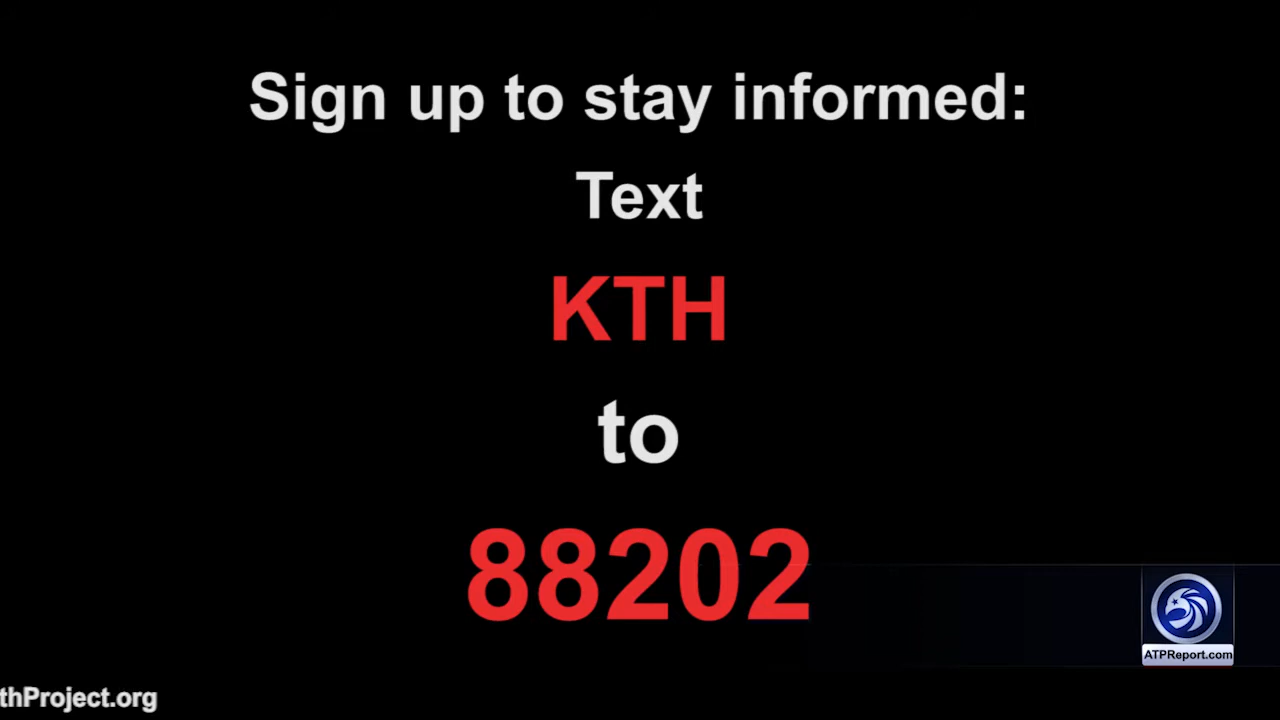 Sign up to stay informed:
Text
KTH
to
88202
ATPReport.com
thProject.org